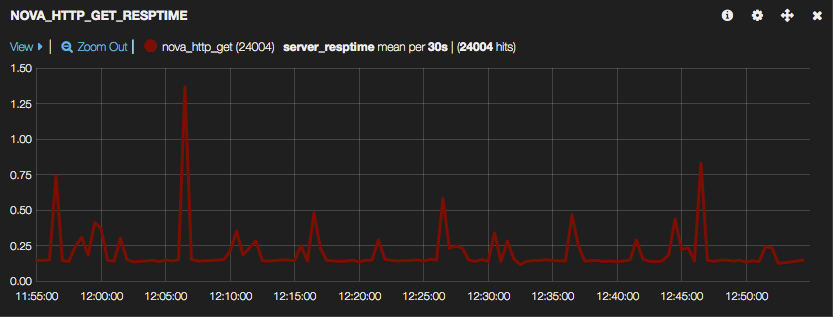 NOVA_HTTP_GET_RESPTIME
View | Zoom Out | nova_http_get (24004) server_resptime mean per 30s | (24004 hits)
1.50
1.25
1.00
0.75
0.50
0.25
0.00
11:55:00 12:00:00 12:05:00 12:10:00 12:15:00 12:20:00 12:25:00 12:30:00 12:35:00 12:40:00 12:45:00 12:50:00